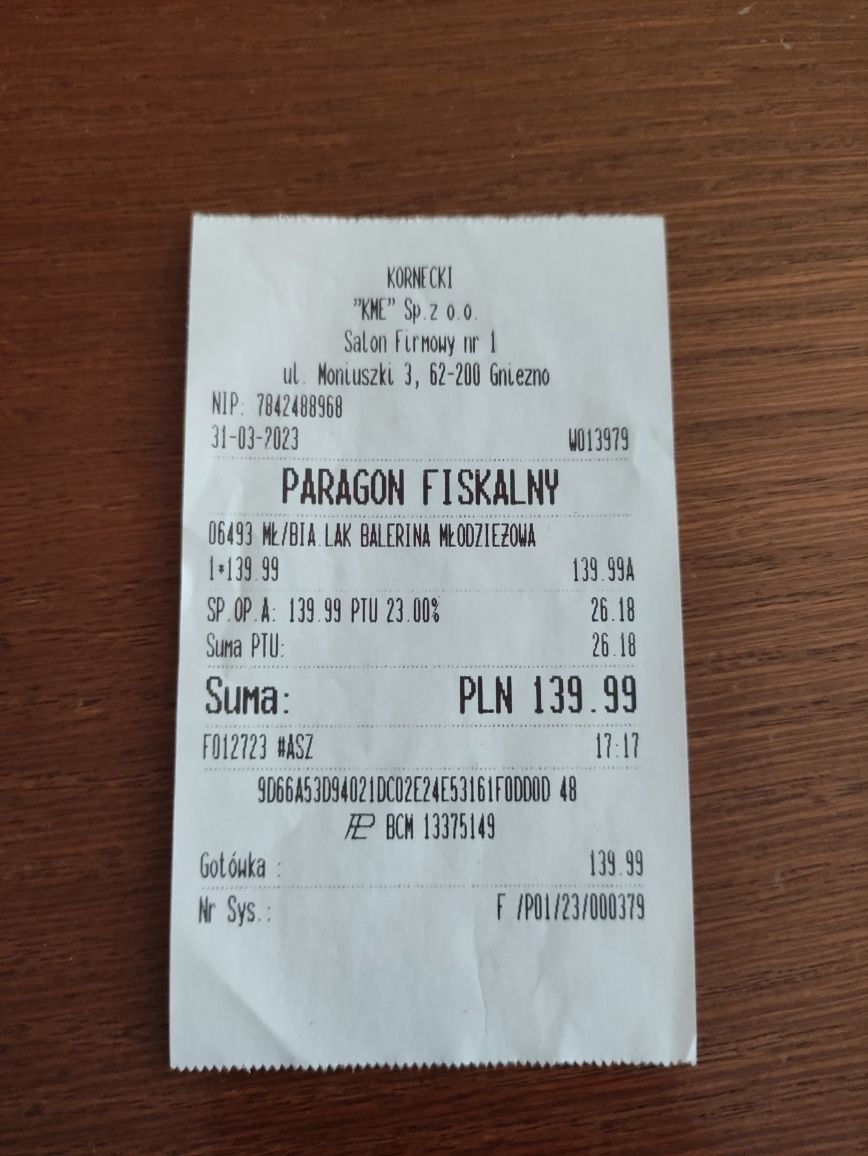 KORNECKI
"KME" Sp.z o.o.
Salon Firmowy nr 1
ul. Moniuszki 3, 62-200 Gniezno
NIP: 7842488968
31-03-2023 W013979
PARAGON FISKALNY
06493 MŁ/BIA.LAK BALERINA MŁODZIEŻOWA
1*139.99 139.99A
SP.OP.A: 139.99 PTU 23.00% 26.18
Suma PTU: 26.18
Suma: PLN 139.99
F012723 #ASZ 17:17
9D66A53D94021DC02E24E53161F0DD0D 48
BCM 13375149
Gotówka : 139.99
Nr Sys.: F /P01/23/000379